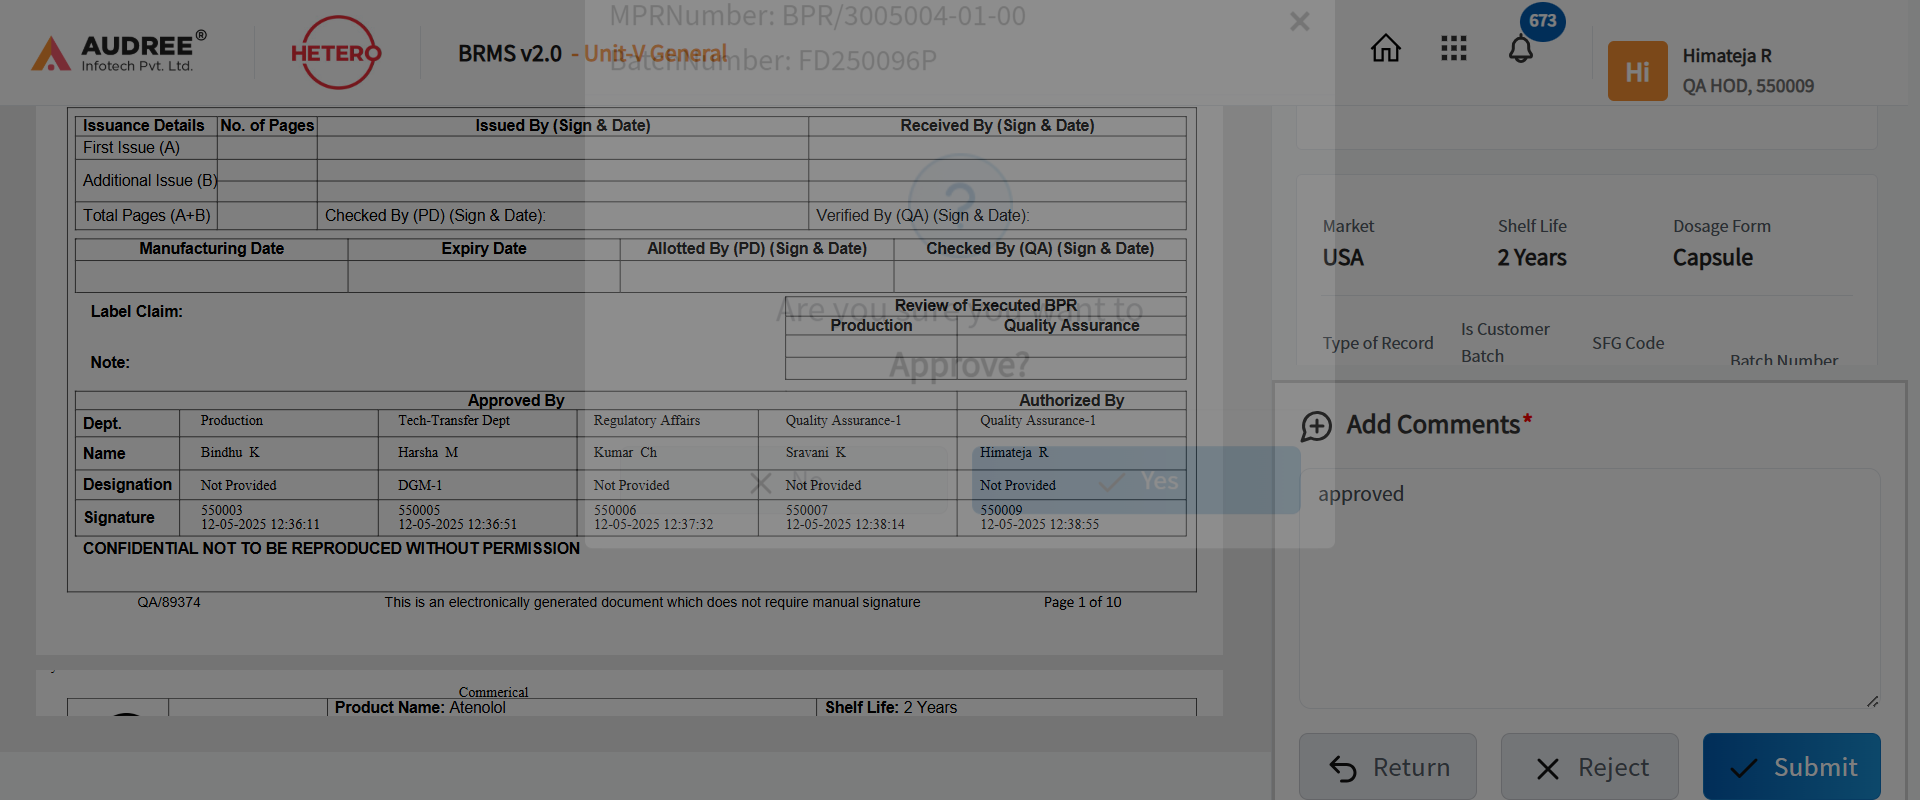 MPRNumber: BPR/3005004-01-00
BatchNumber: FD250096P
AUDREE®
Infotech Pvt. Ltd.
HETERO
BRMS v2.0 - Unit-V General
673
Hi
Himateja R
QA HOD, 550009
Issuance Details No. of Pages Issued By (Sign & Date) Received By (Sign & Date)
First Issue (A)
Additional Issue (B)
Total Pages (A+B) Checked By (PD) (Sign & Date): Verified By (QA) (Sign & Date):
Manufacturing Date Expiry Date Allotted By (PD) (Sign & Date) Checked By (QA) (Sign & Date)
Label Claim:
Note:
Review of Executed BPR
Production Quality Assurance
Are you sure you want to
Approve?
No
Yes
Approved By Authorized By
Dept. Production Tech-Transfer Dept Regulatory Affairs Quality Assurance-1 Quality Assurance-1
Name Bindhu K Harsha M Kumar Ch Sravani K Himateja R
Designation Not Provided DGM-1 Not Provided Not Provided Not Provided
Signature 550003 550005 550006 550007 550009
12-05-2025 12:36:11 12-05-2025 12:36:51 12-05-2025 12:37:32 12-05-2025 12:38:14 12-05-2025 12:38:55
CONFIDENTIAL NOT TO BE REPRODUCED WITHOUT PERMISSION
QA/89374 This is an electronically generated document which does not require manual signature Page 1 of 10
Commerical
Product Name: Atenolol Shelf Life: 2 Years
Market Shelf Life Dosage Form
USA 2 Years Capsule
Type of Record Is Customer Batch SFG Code Batch Number
Add Comments*
approved
Return Reject Submit